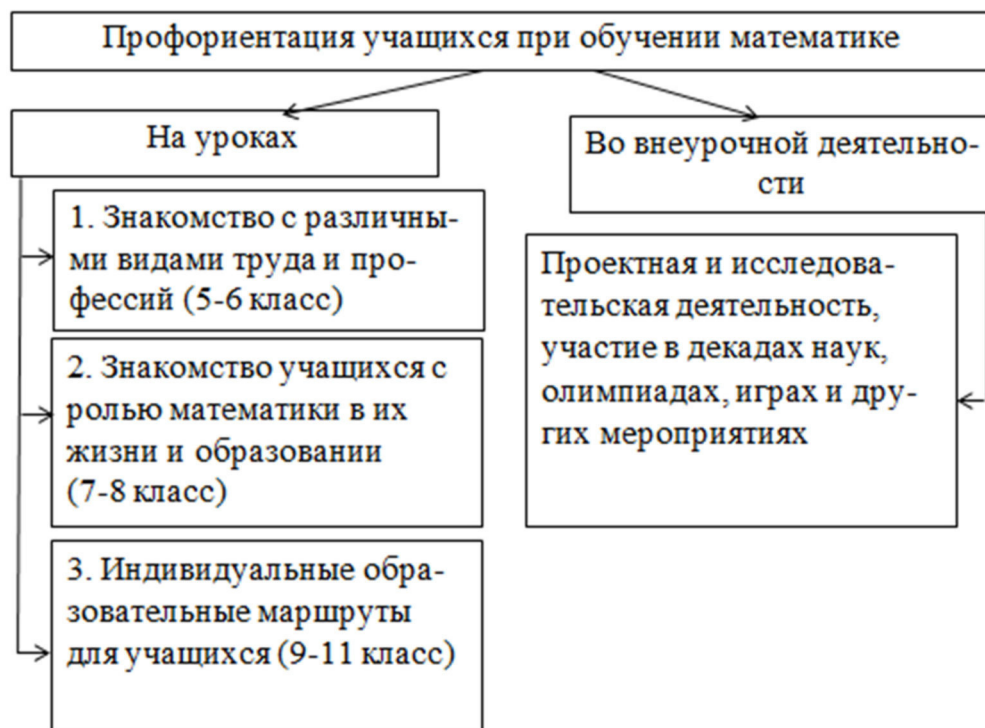 Профориентация учащихся при обучении математике
На уроках
Во внеурочной деятельно-
сти
1. Знакомство с различны-
ми видами труда и про-
фессий (5-6 класс)
2. Знакомство учащихся с
ролью математики в их
жизни и образовании
(7-8 класс)
3. Индивидуальные обра-
зовательные маршруты
для учащихся (9-11 класс)
Проектная и исследова-
тельская деятельность,
участие в декадах наук,
олимпиадах, играх и дру-
гих мероприятиях